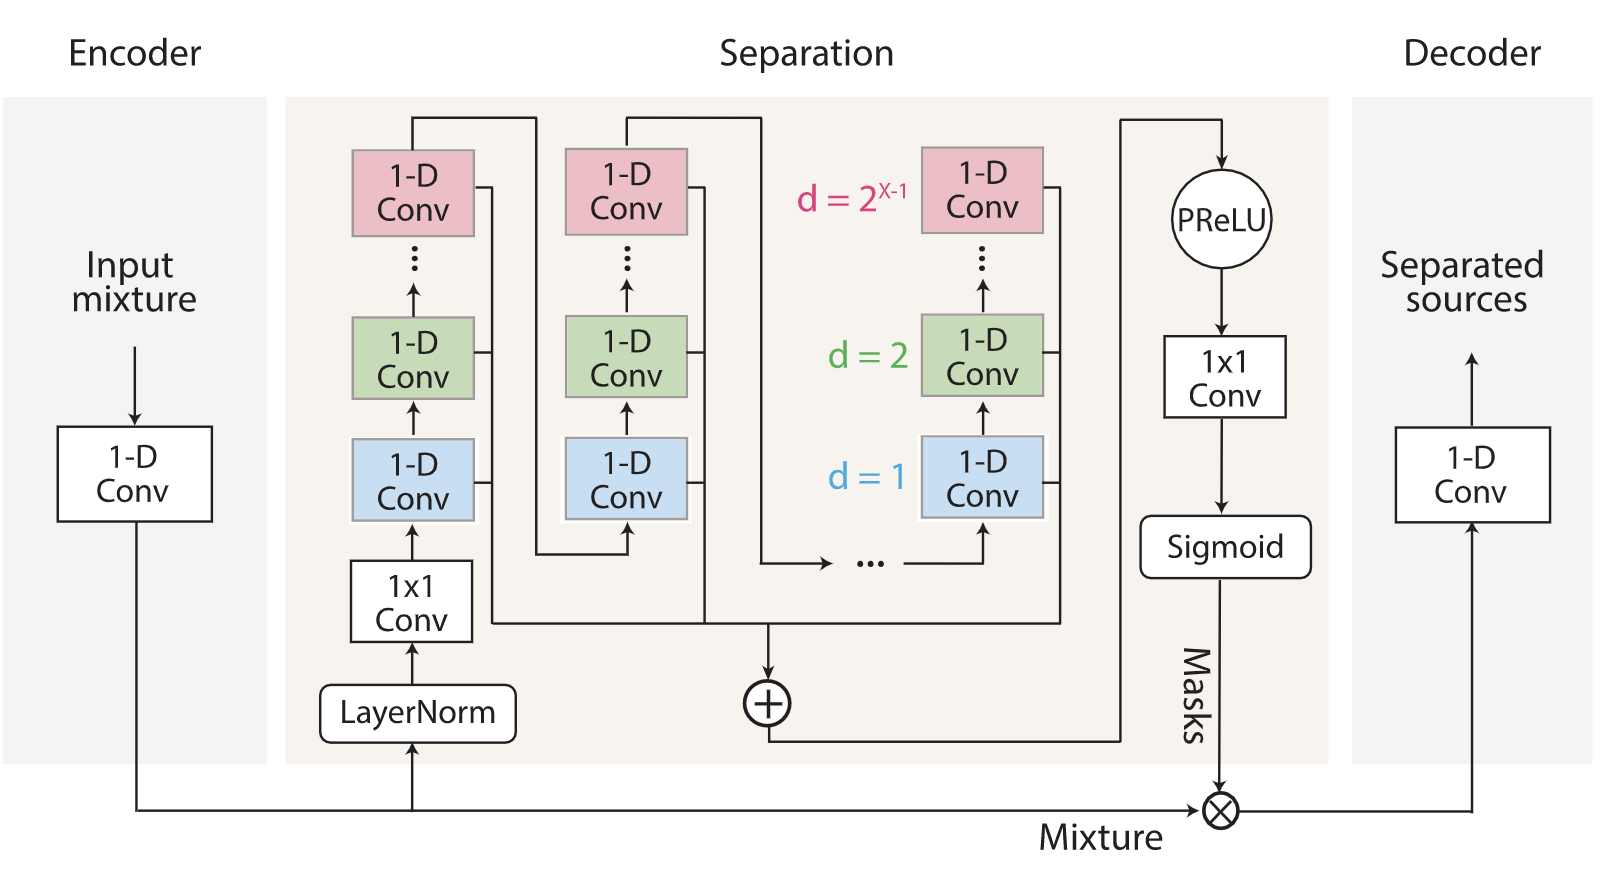 Encoder
Separation
Decoder
Input
mixture
1-D
Conv
1-D
Conv
1-D
Conv
1-D
Conv
1x1
Conv
LayerNorm
1-D
Conv
1-D
Conv
1-D
Conv
d = 2^X-1
d = 2
d = 1
1-D
Conv
1-D
Conv
1-D
Conv
...
PReLU
1x1
Conv
Sigmoid
Masks
Mixture
Separated
sources
1-D
Conv